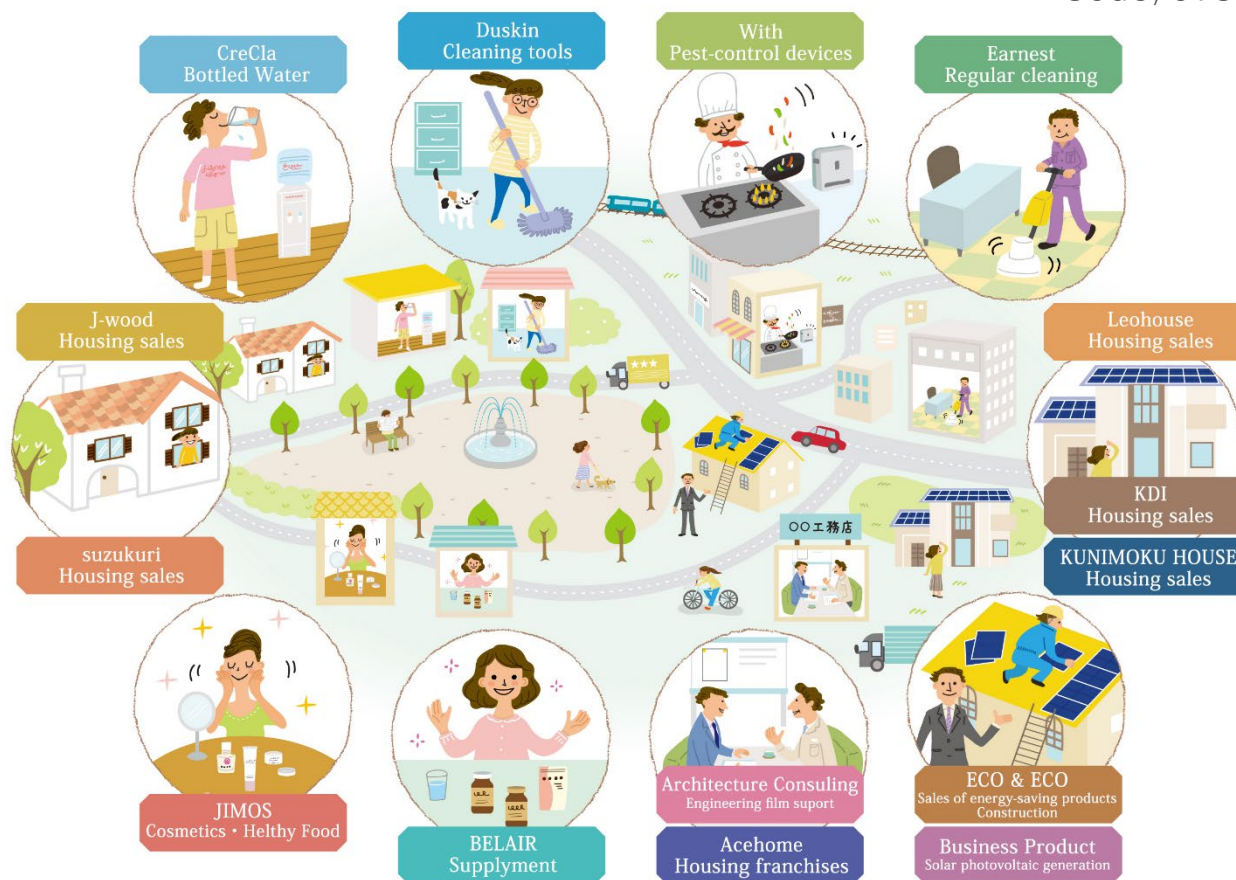 CreCla
Bottled Water
Duskin
Cleaning tools
With
Pest-control devices
Earnest
Regular cleaning
J-wood
Housing sales
Leohouse
Housing sales
KDI
Housing sales
suzukuri
Housing sales
KUNIMOKU HOUSE
Housing sales
○○工務店
JIMOS
Cosmetics・Helthy Food
BELAIR
Supplyment
Architecture Consuling
Engineering film suport
Acehome
Housing franchises
ECO & ECO
Sales of energy-saving products
Construction
Business Product
Solar photovoltaic generation